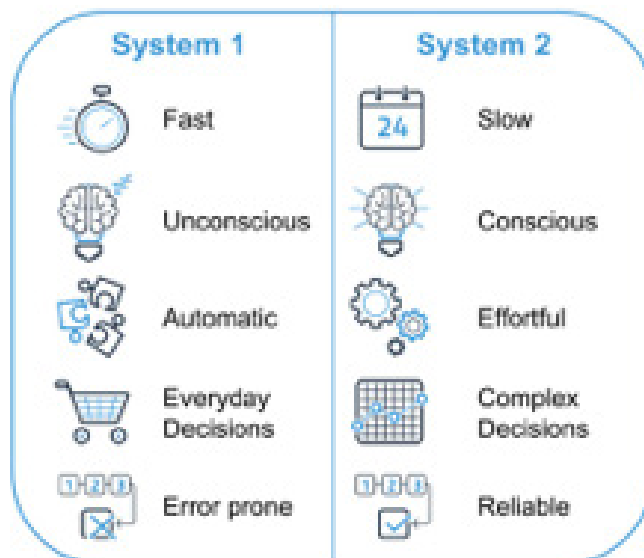 System 1
System 2
Fast
24
Slow
Unconscious
Conscious
Automatic
Effortful
Everyday
Decisions
Complex
Decisions
1 2 3
Error prone
1 2 3
Reliable